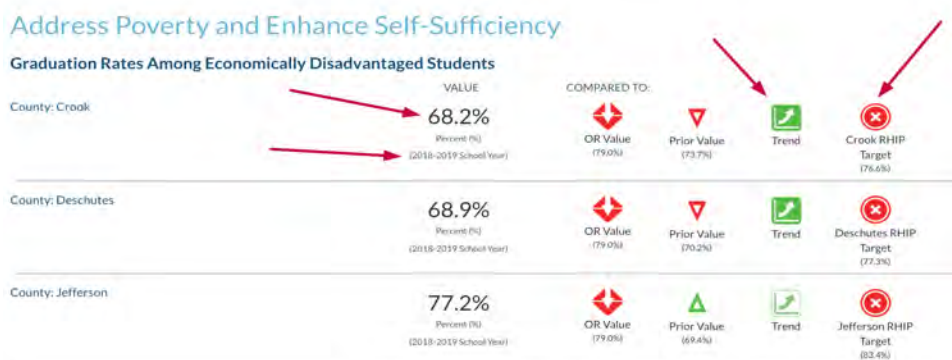 Address Poverty and Enhance Self-Sufficiency
Graduation Rates Among Economically Disadvantaged Students
VALUE COMPARED TO:
County: Crook
68.2%
Percent (%)
(2018-2019 School Year)
OR Value
(79.0%)
Prior Value
(73.7%)
Trend
Crook RHIP
Target
(76.6%)
County: Deschutes
68.9%
Percent (%)
(2018-2019 School Year)
OR Value
(79.0%)
Prior Value
(70.2%)
Trend
Deschutes RHIP
Target
(77.3%)
County: Jefferson
77.2%
Percent (%)
(2018-2019 School Year)
OR Value
(79.0%)
Prior Value
(69.4%)
Trend
Jefferson RHIP
Target
(83.4%)